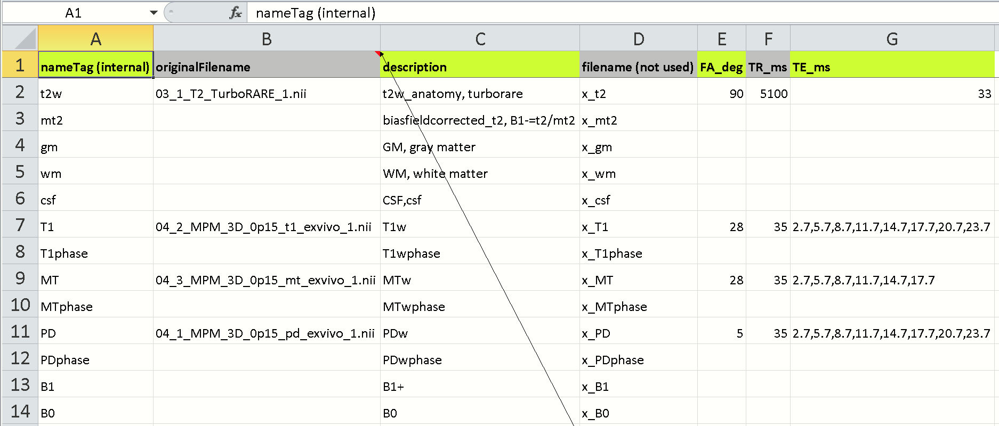 A1 fx nameTag (internal)
A B C D E F G
1 nameTag (internal) originalFilename description filename (not used) FA_deg TR_ms TE_ms
2 t2w 03_1_T2_TurboRARE_1.nii t2w_anatomy, turborare x_t2 90 5100 33
3 mt2 biasfieldcorrected_t2, B1-=t2/mt2 x_mt2
4 gm GM, gray matter x_gm
5 wm WM, white matter x_wm
6 csf CSF,csf x_csf
7 T1 04_2_MPM_3D_0p15_t1_exvivo_1.nii T1w x_T1 28 35 2.7,5.7,8.7,11.7,14.7,17.7,20.7,23.7
8 T1phase T1wphase x_T1phase
9 MT 04_3_MPM_3D_0p15_mt_exvivo_1.nii MTw x_MT 28 35 2.7,5.7,8.7,11.7,14.7,17.7
10 MTphase MTwphase x_MTphase
11 PD 04_1_MPM_3D_0p15_pd_exvivo_1.nii PDw x_PD 5 35 2.7,5.7,8.7,11.7,14.7,17.7,20.7,23.7
12 PDphase PDwphase x_PDphase
13 B1 B1+ x_B1
14 B0 B0 x_B0